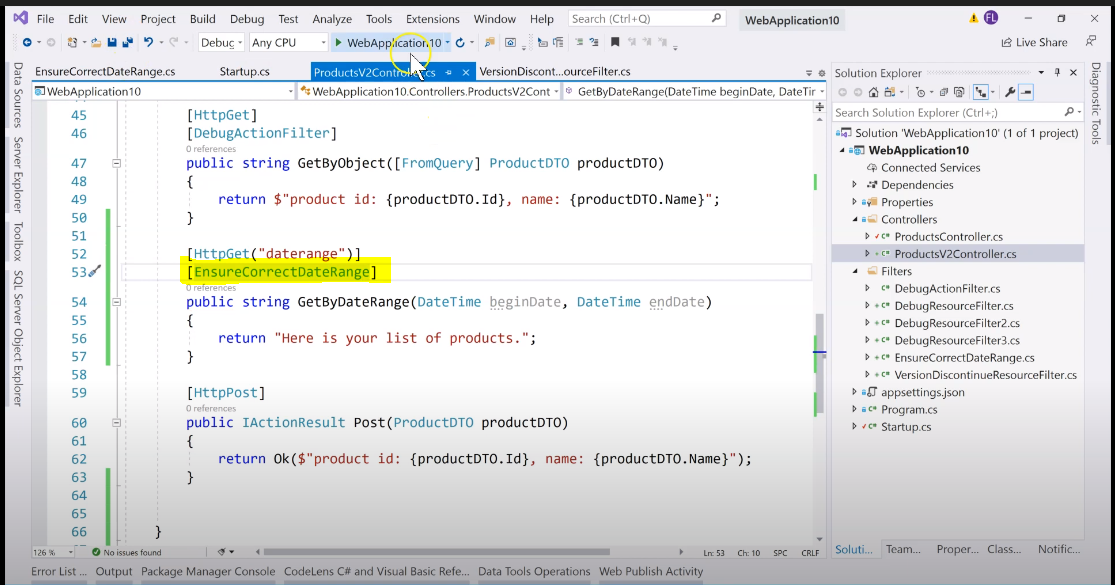 File Edit View Project Build Debug Test Analyze Tools Extensions Window Help Search (Ctrl+Q) WebApplication10 FL
Debug Any CPU WebApplication10 Live Share
EnsureCorrectDateRange.cs Startup.cs ProductsV2Controller.cs VersionDiscont...ourceFilter.cs
WebApplication10 WebApplication10.Controllers.ProductsV2Cont GetByDateRange(DateTime beginDate, DateTir
Data Sources
Server Explorer
Toolbox
SQL Server Object Explorer
45 [HttpGet]
46 [DebugActionFilter]
0 references
47 public string GetByObject([FromQuery] ProductDTO productDTO)
48 {
49 return $"product id: {productDTO.Id}, name: {productDTO.Name}";
50 }
51
52 [HttpGet("daterange")]
53 [EnsureCorrectDateRange]
0 references
54 public string GetByDateRange(DateTime beginDate, DateTime endDate)
55 {
56 return "Here is your list of products.";
57 }
58
59 [HttpPost]
0 references
60 public IActionResult Post(ProductDTO productDTO)
61 {
62 return Ok($"product id: {productDTO.Id}, name: {productDTO.Name}");
63 }
64
65
66 }
126 % No issues found Ln: 53 Ch: 10 SPC CRLF
Error List ... Output Package Manager Console CodeLens C# and Visual Basic Refe... Data Tools Operations Web Publish Activity
Solution Explorer
Search Solution Explorer (Ctrl+;)
Solution 'WebApplication10' (1 of 1 project)
WebApplication10
Connected Services
Dependencies
Properties
Controllers
C# ProductsController.cs
C# ProductsV2Controller.cs
Filters
C# DebugActionFilter.cs
C# DebugResourceFilter.cs
C# DebugResourceFilter2.cs
C# DebugResourceFilter3.cs
C# EnsureCorrectDateRange.cs
C# VersionDiscontinueResourceFilter.cs
appsettings.json
C# Program.cs
C# Startup.cs
Soluti... Team... Proper... Class... Notific...
Diagnostic Tools